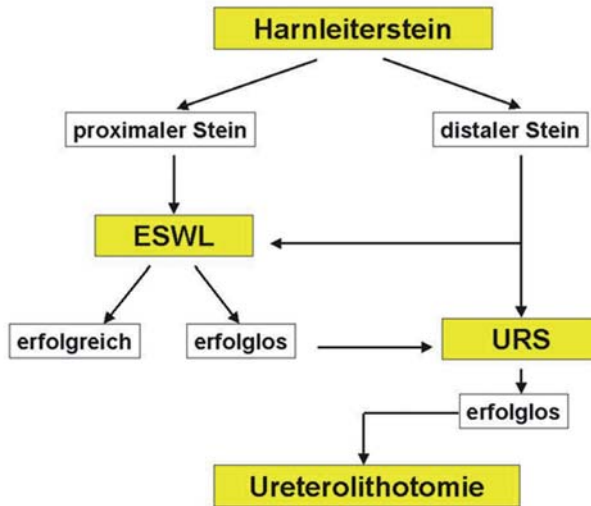 Harnleiterstein
proximaler Stein
distaler Stein
ESWL
erfolgreich
erfolglos
URS
erfolglos
Ureterolithotomie